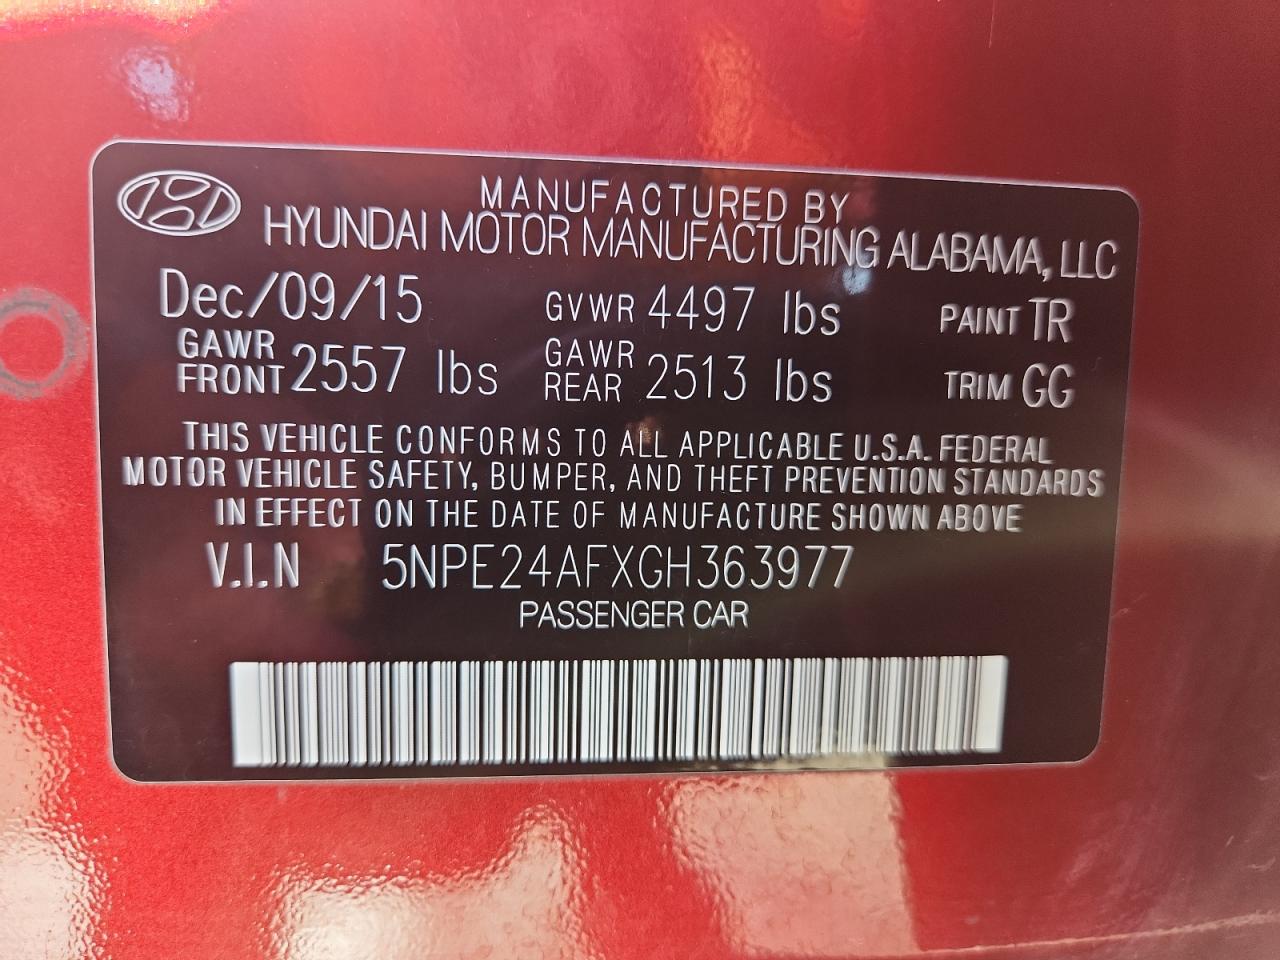 MANUFACTURED BY
HYUNDAI MOTOR MANUFACTURING ALABAMA, LLC
Dec/09/15 GVWR 4497 lbs PAINT TR
GAWR FRONT 2557 lbs GAWR REAR 2513 lbs TRIM GG
THIS VEHICLE CONFORMS TO ALL APPLICABLE U.S.A. FEDERAL
MOTOR VEHICLE SAFETY, BUMPER, AND THEFT PREVENTION STANDARDS
IN EFFECT ON THE DATE OF MANUFACTURE SHOWN ABOVE
V.I.N 5NPE24AFXGH363977
PASSENGER CAR